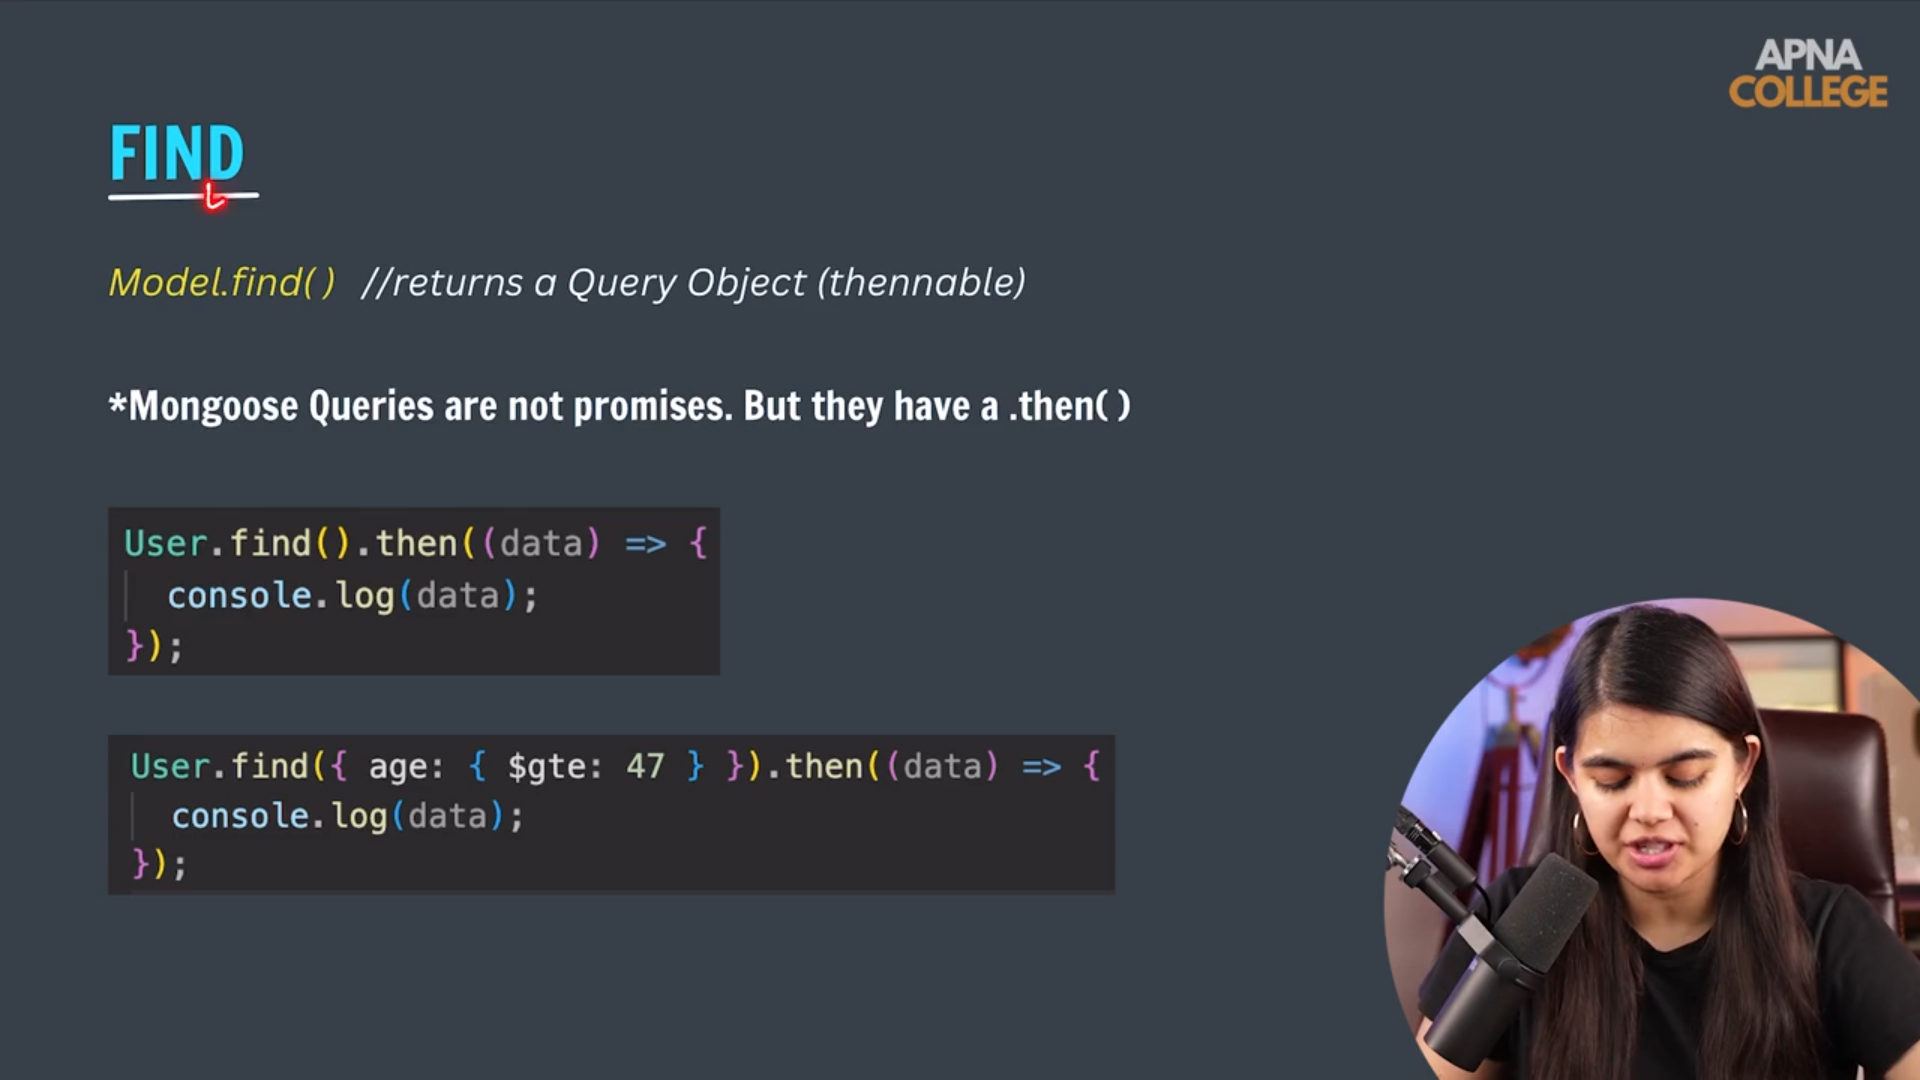 APNA
COLLEGE
FIND
Model.find( ) //returns a Query Object (thennable)
*Mongoose Queries are not promises. But they have a .then( )
User.find().then((data) => {
console.log(data);
});
User.find({ age: { $gte: 47 } }).then((data) => {
console.log(data);
});